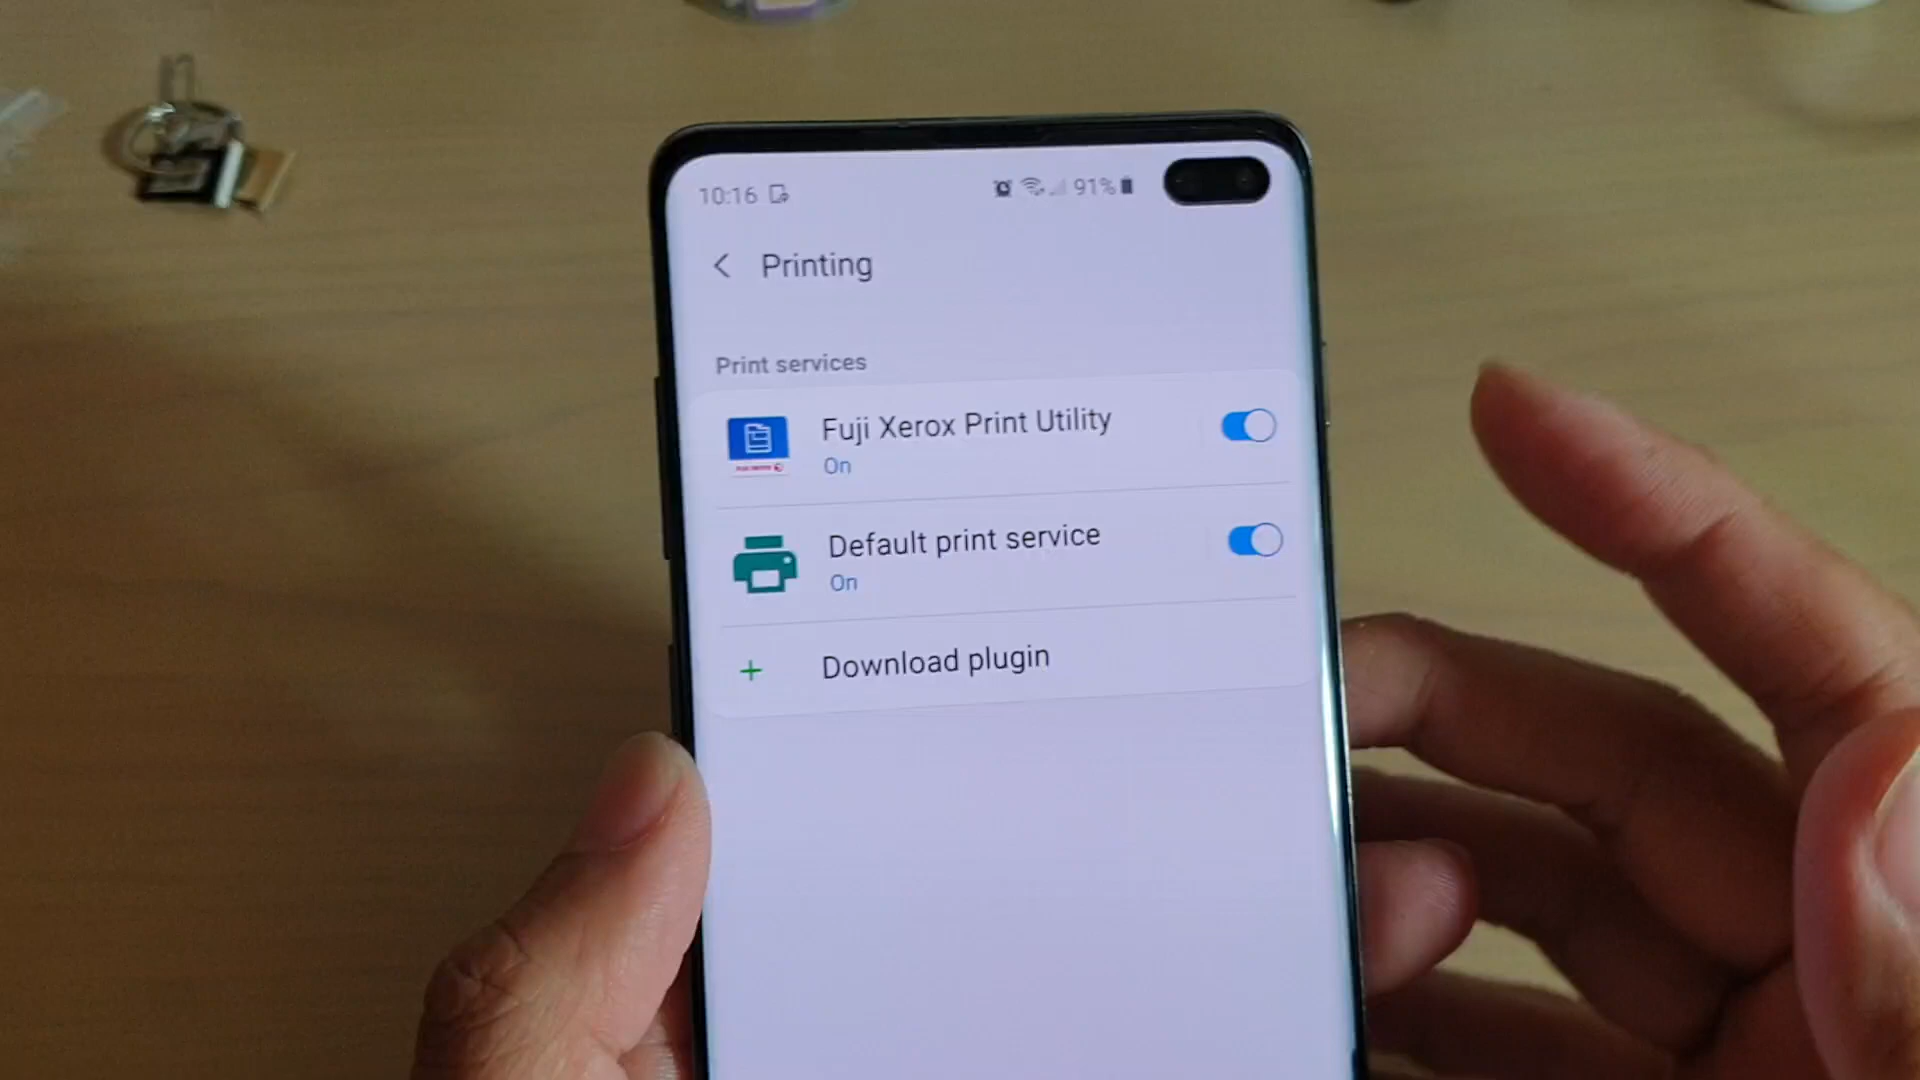 10:16
91%
Printing
Print services
Fuji Xerox Print Utility
On
Default print service
On
Download plugin